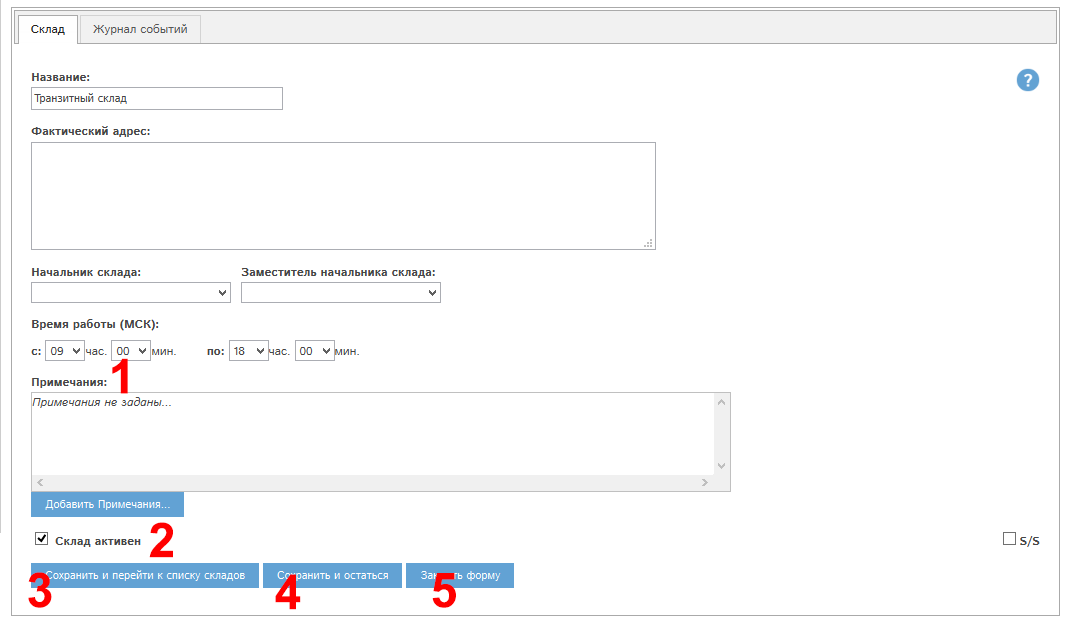 Склад Журнал событий
Название:
?
Транзитный склад
Фактический адрес:
Начальник склада: Заместитель начальника склада:
Время работы (МСК):
с: 09 час. 00 мин. по: 18 час. 00 мин.
1
Примечания:
Примечания не заданы...
Добавить Примечания...
Склад активен 2 S/S
Сохранить и перейти к списку складов Сохранить и остаться форму
3 4 5